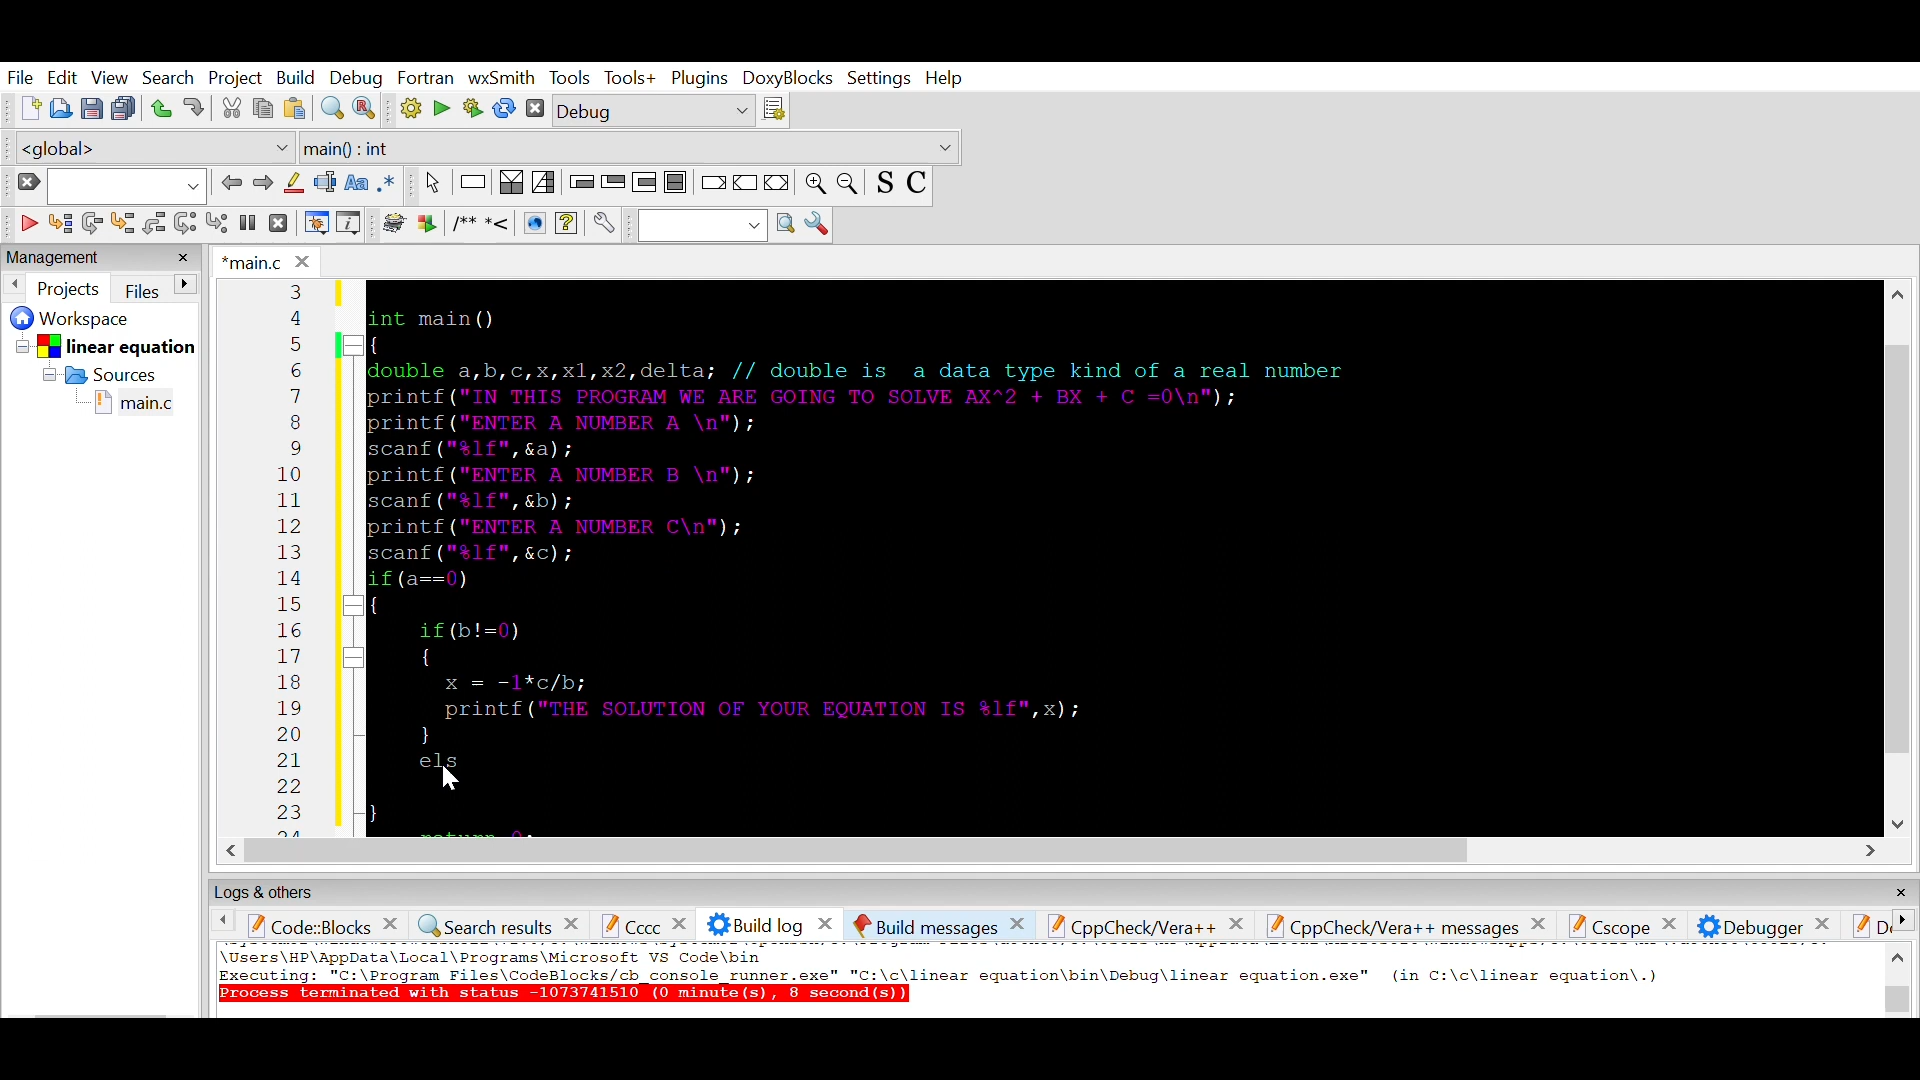 File Edit View Search Project Build Debug Fortran wxSmith Tools Tools+ Plugins DoxyBlocks Settings Help
Debug
<global> main() : int
S C
/** *<
Management
*main.c
Projects Files
Workspace
linear equation
Sources
main.c
3
4 int main()
5 {
6 double a,b,c,x,x1,x2,delta; // double is  a data type kind of a real number
7 printf("IN THIS PROGRAM WE ARE GOING TO SOLVE AX^2 + BX + C =0\n");
8 printf("ENTER A NUMBER A \n");
9 scanf("%lf",&a);
10 printf("ENTER A NUMBER B \n");
11 scanf("%lf",&b);
12 printf("ENTER A NUMBER C\n");
13 scanf("%lf",&c);
14 if(a==0)
15 {
16 if(b!=0)
17 {
18 x = -1*c/b;
19 printf("THE SOLUTION OF YOUR EQUATION IS %lf",x);
20 }
21 els
22
23 }
24 return 0;
Logs & others
Code::Blocks Search results Cccc Build log Build messages CppCheck/Vera++ CppCheck/Vera++ messages Cscope Debugger
\Users\HP\AppData\Local\Programs\Microsoft VS Code\bin
Executing: "C:\Program Files\CodeBlocks/cb_console_runner.exe" "C:\c\linear equation\bin\Debug\linear equation.exe"  (in C:\c\linear equation\.)
Process terminated with status -1073741510 (0 minute(s), 8 second(s))